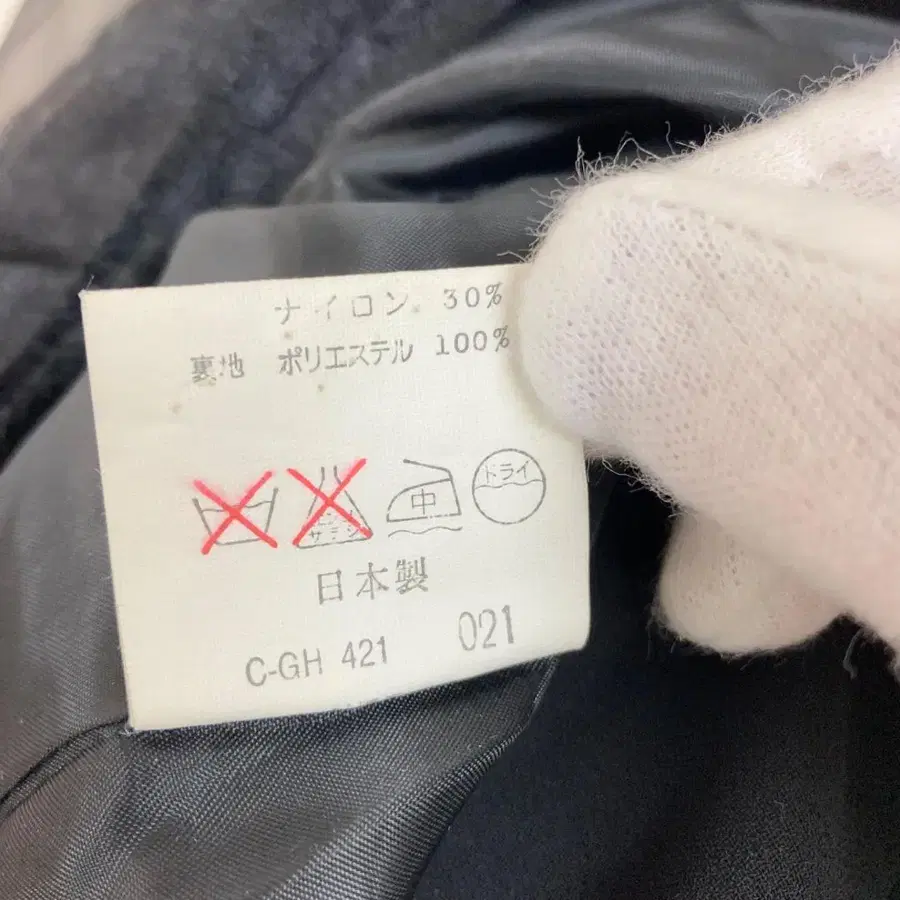 ナイロン 30%
裏地 ポリエステル 100%
中 ドライ
日本製
C-GH 421 021